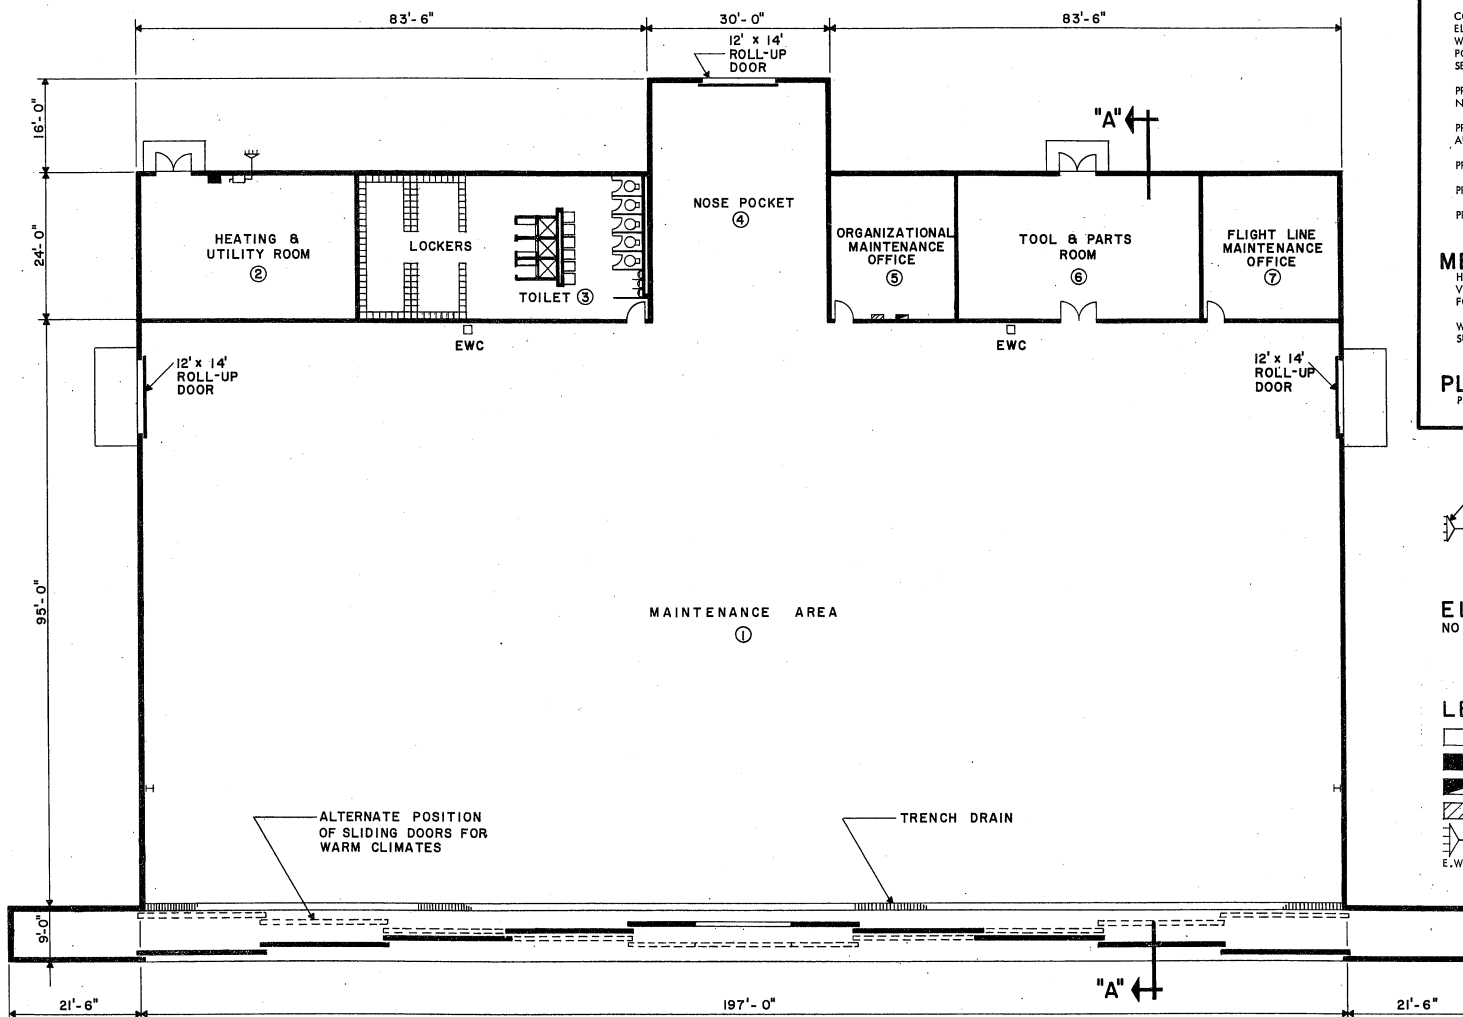 83'-6"
30'-0"
83'-6"
12' x 14'
ROLL-UP
DOOR
16'-0"
"A"
24'-0"
HEATING &
UTILITY ROOM
2
LOCKERS
TOILET 3
NOSE POCKET
4
ORGANIZATIONAL
MAINTENANCE
OFFICE
5
TOOL & PARTS
ROOM
6
FLIGHT LINE
MAINTENANCE
OFFICE
7
EWC
EWC
12' x 14'
ROLL-UP
DOOR
12' x 14'
ROLL-UP
DOOR
95'-0"
MAINTENANCE AREA
1
ALTERNATE POSITION
OF SLIDING DOORS FOR
WARM CLIMATES
TRENCH DRAIN
9'-0"
"A"
21'-6"
197'-0"
21'-6"
NO
E.W